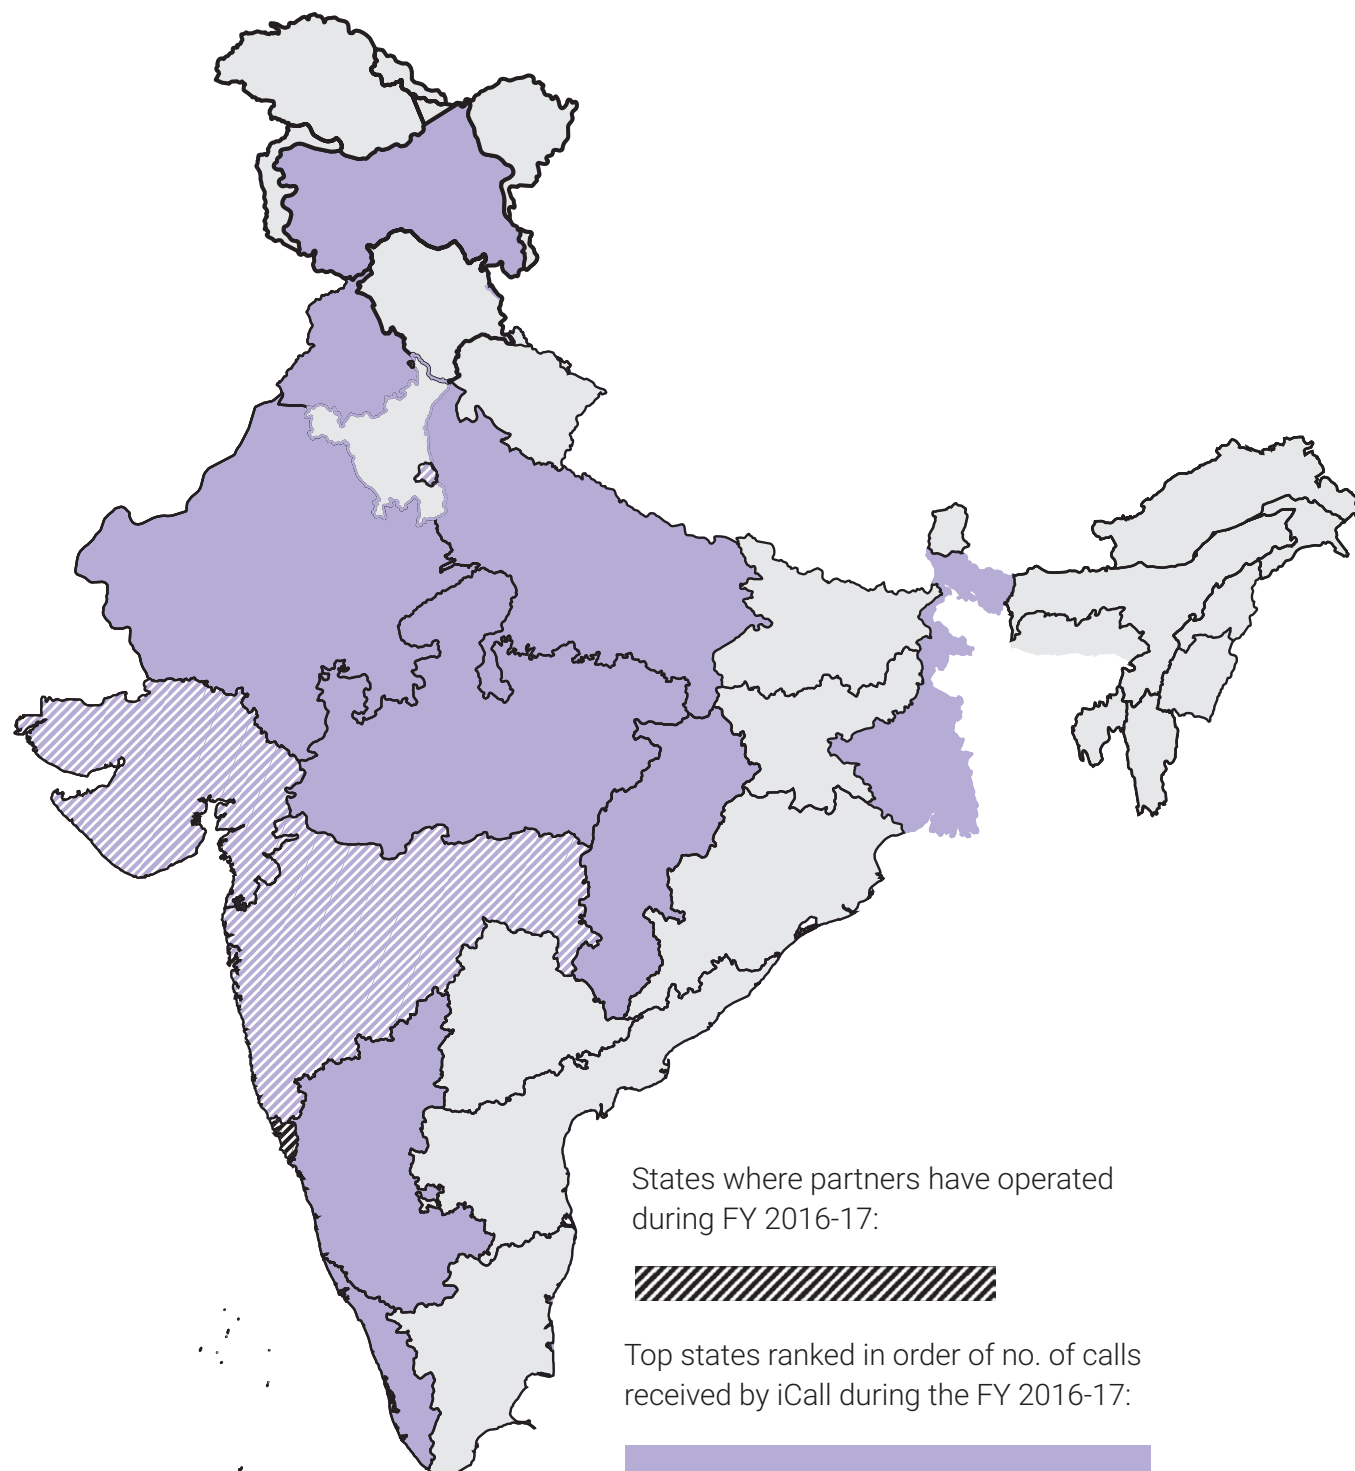 States where partners have operated
during FY 2016-17:
Top states ranked in order of no. of calls
received by iCall during the FY 2016-17: